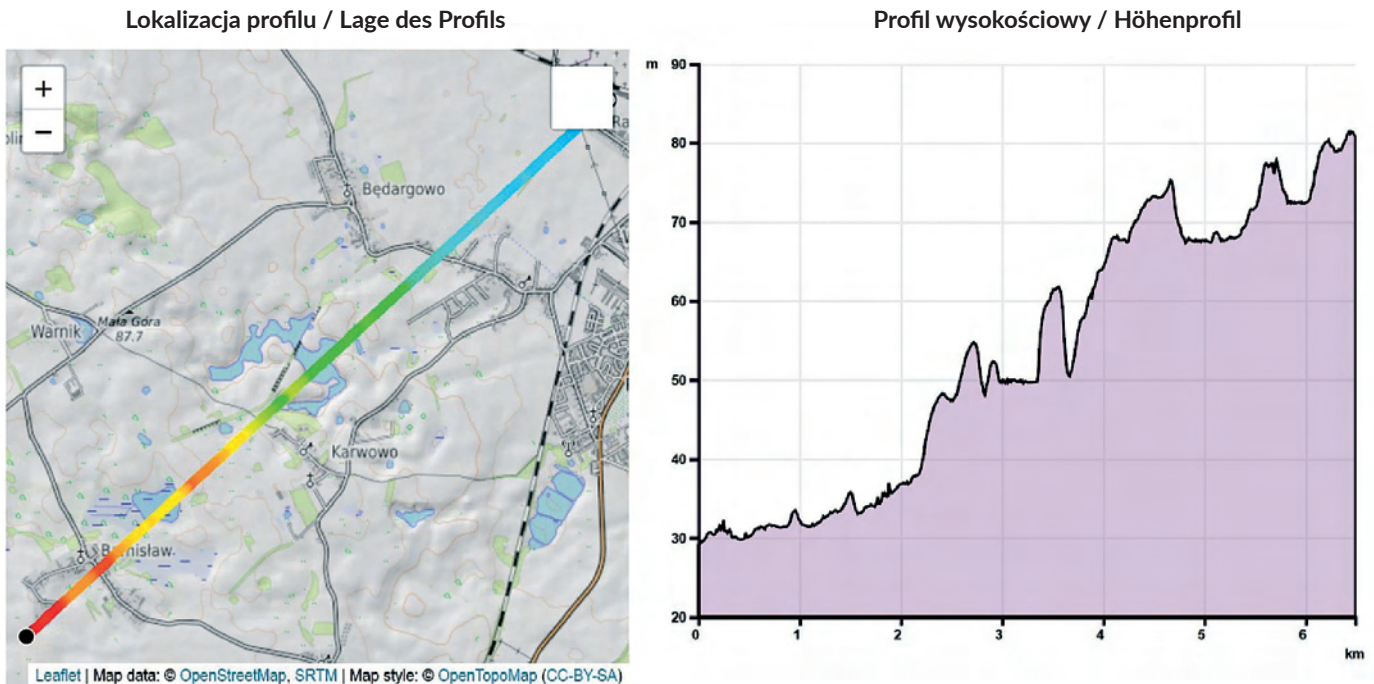 Lokalizacja profilu / Lage des Profils
+
−
Będargowo
Warnik
Mała Góra
87.7
Karwowo
Leaflet | Map data: © OpenStreetMap, SRTM | Map style: © OpenTopoMap (CC-BY-SA)
Profil wysokościowy / Höhenprofil
m
90
80
70
60
50
40
30
20
0
1
2
3
4
5
6
km